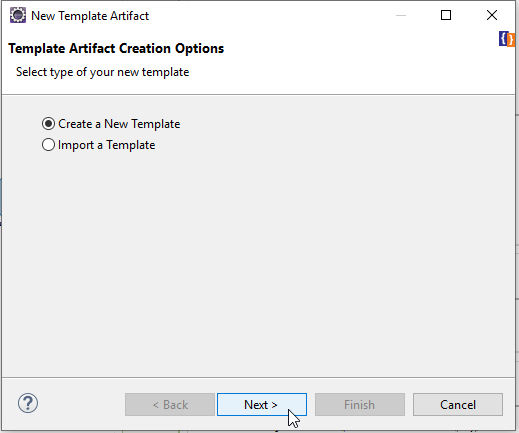 New Template Artifact
Template Artifact Creation Options
Select type of your new template
Create a New Template
Import a Template
< Back Next > Finish Cancel